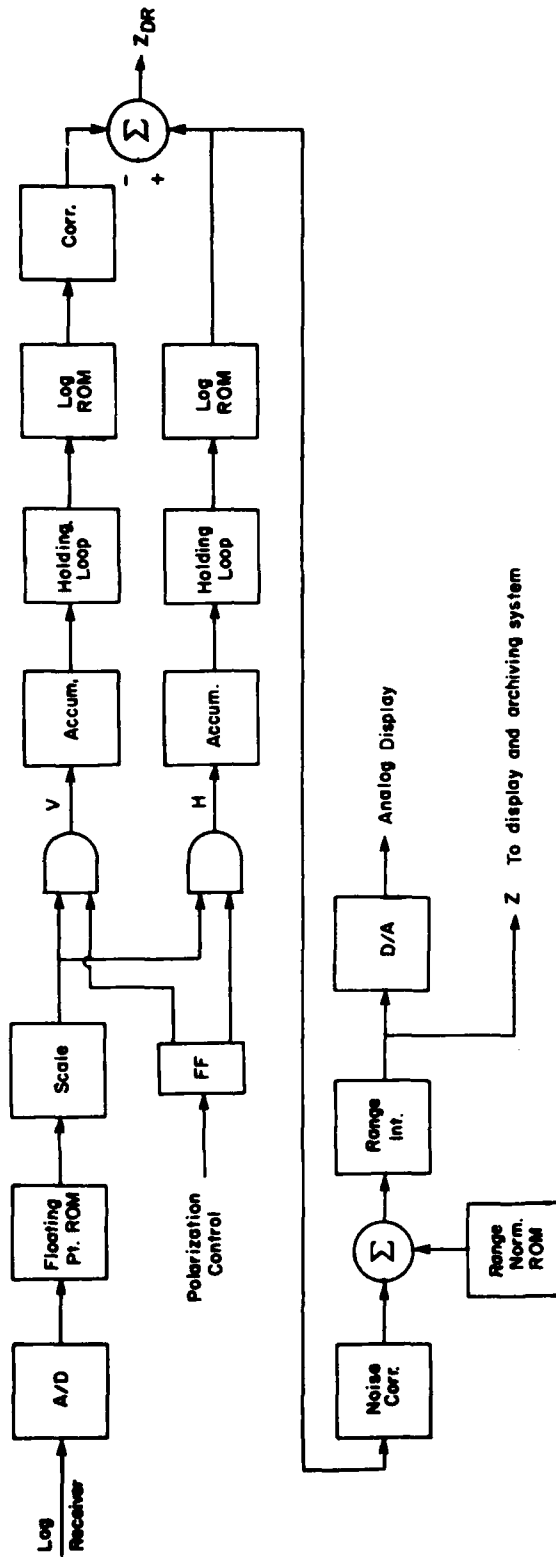 Log
Receiver
A/D
Floating
Pt. ROM
Scale
Polarization
Control
FF
V
H
Accum.
Holding
Loop
Log
ROM
Corr.
Accum.
Holding
Loop
Log
ROM
-
+
Σ
Z_DR
Noise
Corr.
Σ
Range
Norm.
ROM
Range
Int.
D/A
Analog Display
Z To display and archiving system